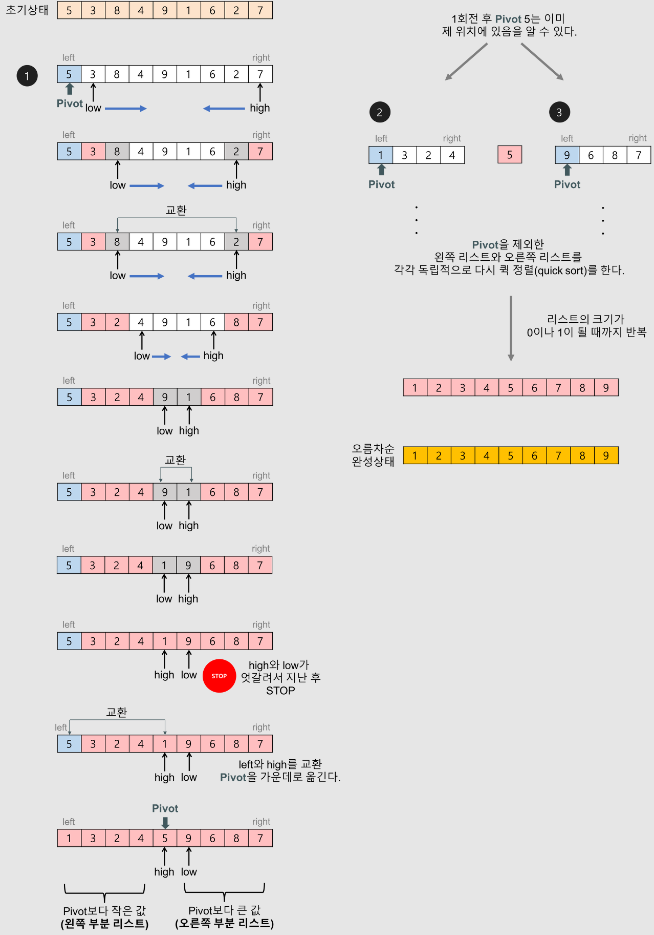 초기상태 5 3 8 4 9 1 6 2 7
1
left right
5 3 8 4 9 1 6 2 7
Pivot low high
left right
5 3 8 4 9 1 6 2 7
low high
교환
left right
5 3 8 4 9 1 6 2 7
low high
left right
5 3 2 4 9 1 6 8 7
low high
left right
5 3 2 4 9 1 6 8 7
low high
교환
left right
5 3 2 4 9 1 6 8 7
low high
left right
5 3 2 4 1 9 6 8 7
low high
left right
5 3 2 4 1 9 6 8 7
high low
STOP
high와 low가
엇갈려서 지난 후
STOP
교환
left right
5 3 2 4 1 9 6 8 7
high low
left와 high를 교환
Pivot을 가운데로 옮긴다.
Pivot
left right
1 3 2 4 5 9 6 8 7
high low
Pivot보다 작은 값
(왼쪽 부분 리스트)
Pivot보다 큰 값
(오른쪽 부분 리스트)
1회전 후 Pivot 5는 이미
제 위치에 있음을 알 수 있다.
2 3
left right left right
1 3 2 4 5 9 6 8 7
Pivot Pivot
Pivot을 제외한
왼쪽 리스트와 오른쪽 리스트를
각각 독립적으로 다시 퀵 정렬(quick sort)를 한다.
리스트의 크기가
0이나 1이 될 때까지 반복
1 2 3 4 5 6 7 8 9
오름차순
완성상태
1 2 3 4 5 6 7 8 9